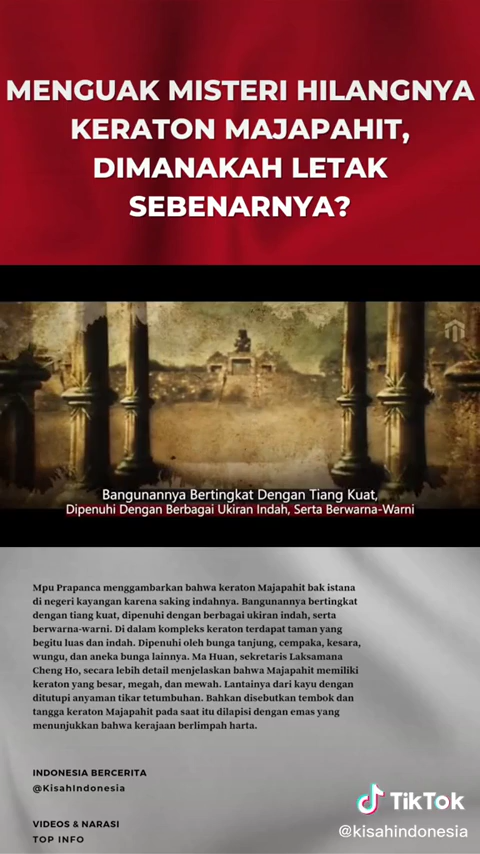 MENGUAK MISTERI HILANGNYA
KERATON MAJAPAHIT,
DIMANAKAH LETAK
SEBENARNYA?
Bangunannya Bertingkat Dengan Tiang Kuat,
Dipenuhi Dengan Berbagai Ukiran Indah, Serta Berwarna-Warni
Mpu Prapanca menggambarkan bahwa keraton Majapahit bak istana
di negeri kayangan karena saking indahnya. Bangunannya bertingkat
dengan tiang kuat, dipenuhi dengan berbagai ukiran indah, serta
berwarna-warni. Di dalam kompleks keraton terdapat taman yang
begitu luas dan indah. Dipenuhi oleh bunga tanjung, cempaka, kesara,
wungu, dan aneka bunga lainnya. Ma Huan, sekretaris Laksamana
Cheng Ho, secara lebih detail menjelaskan bahwa Majapahit memiliki
keraton yang besar, megah, dan mewah. Lantainya dari kayu dengan
ditutupi anyaman tikar tetumbuhan. Bahkan disebutkan tembok dan
tangga keraton Majapahit pada saat itu dilapisi dengan emas yang
menunjukkan bahwa kerajaan berlimpah harta.
INDONESIA BERCERITA
@KisahIndonesia
VIDEOS & NARASI
TOP INFO
TikTok
@kisahindonesia